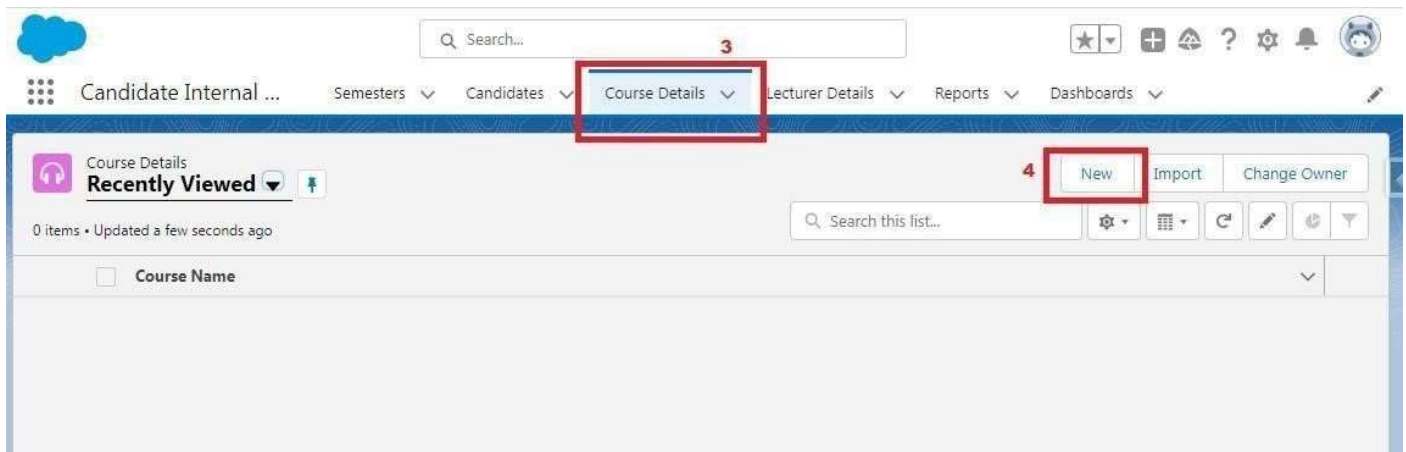 Search...
3
Candidate Internal ... Semesters Candidates Course Details Lecturer Details Reports Dashboards
Course Details
Recently Viewed
4 New Import Change Owner
0 items • Updated a few seconds ago
Search this list...
Course Name